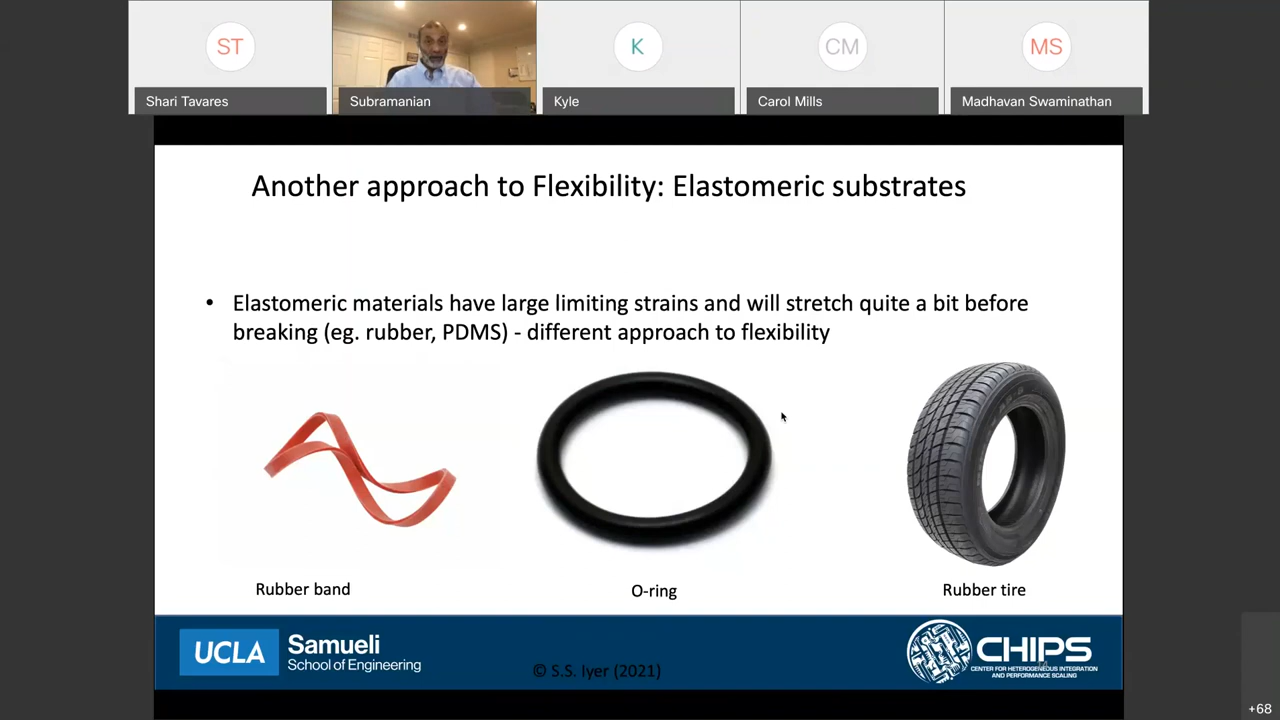 ST
K
CM
MS
Shari Tavares
Subramanian
Kyle
Carol Mills
Madhavan Swaminathan
Another approach to Flexibility: Elastomeric substrates
• Elastomeric materials have large limiting strains and will stretch quite a bit before
breaking (eg. rubber, PDMS) - different approach to flexibility
Rubber band
O-ring
Rubber tire
UCLA
Samueli
School of Engineering
© S.S. Iyer (2021)
CHIPS
CENTER FOR HETEROGENEOUS INTEGRATION
AND PERFORMANCE SCALING
+68